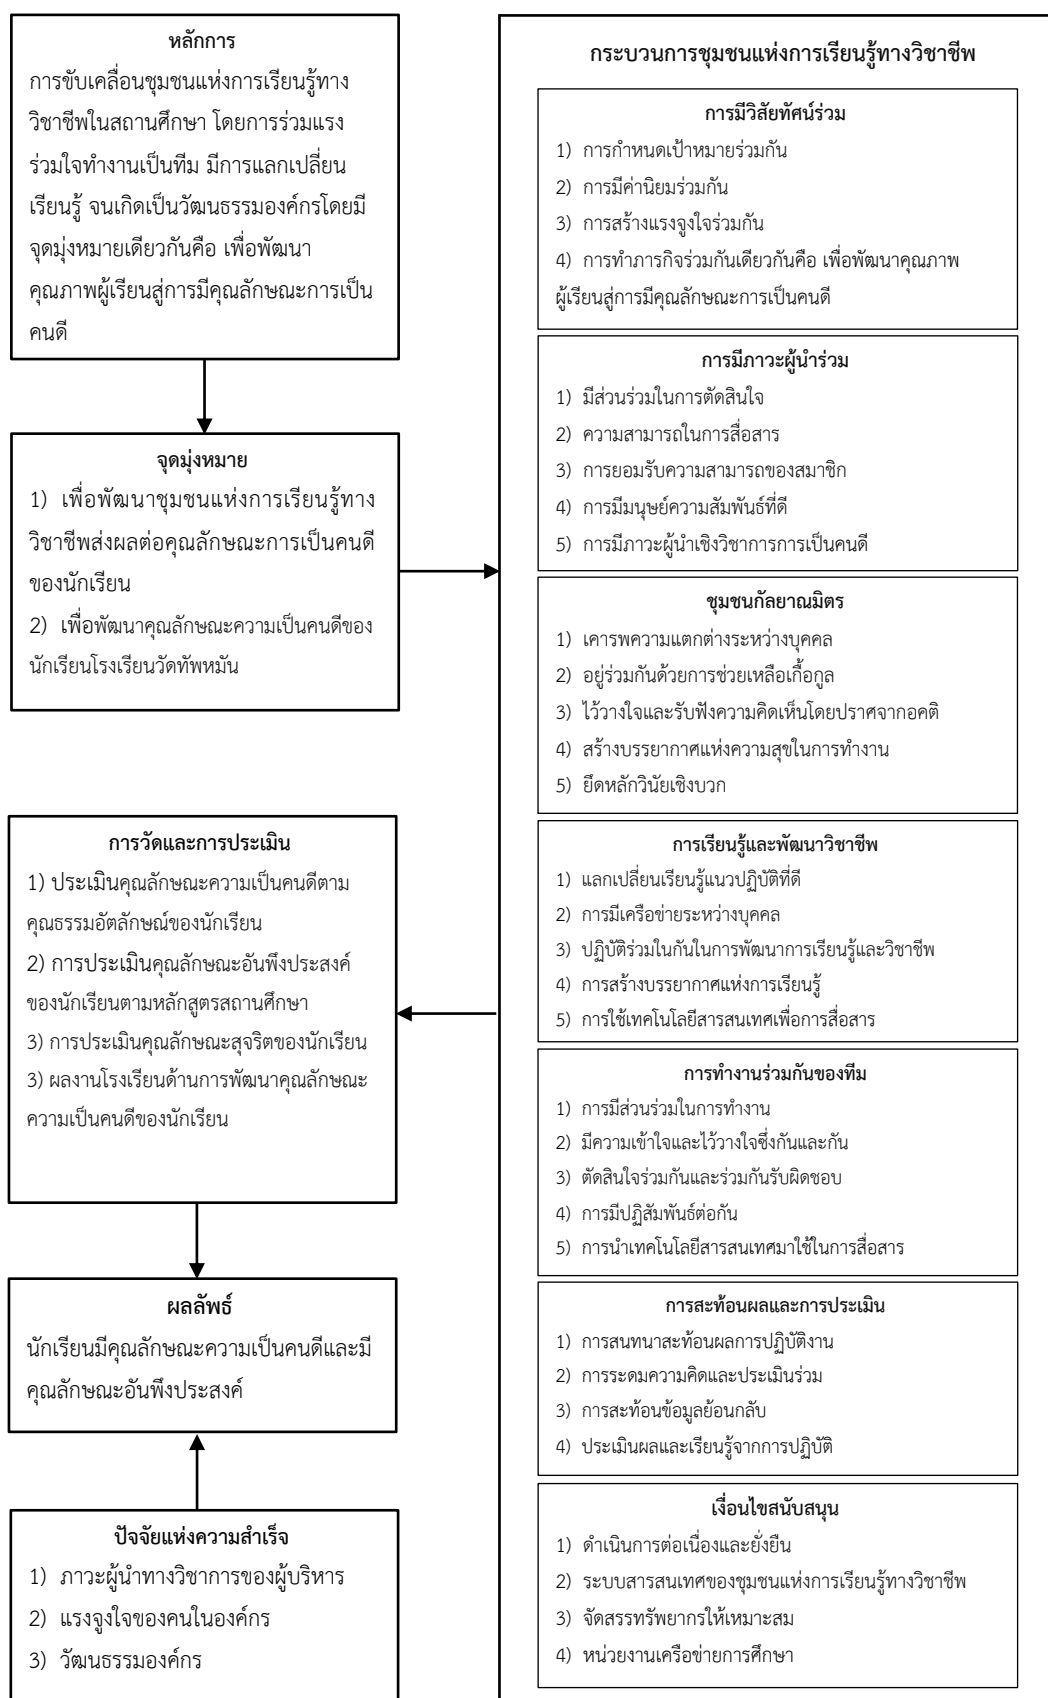 หลักการ
การขับเคลื่อนชุมชนแห่งการเรียนรู้ทาง
วิชาชีพในสถานศึกษา โดยการร่วมแรง
ร่วมใจทำงานเป็นทีม มีการแลกเปลี่ยน
เรียนรู้ จนเกิดเป็นวัฒนธรรมองค์กรโดยมี
จุดมุ่งหมายเดียวกันคือ เพื่อพัฒนา
คุณภาพผู้เรียนสู่การมีคุณลักษณะการเป็น
คนดี
จุดมุ่งหมาย
1) เพื่อพัฒนาชุมชนแห่งการเรียนรู้ทาง
วิชาชีพส่งผลต่อคุณลักษณะการเป็นคนดี
ของนักเรียน
2) เพื่อพัฒนาคุณลักษณะความเป็นคนดีของ
นักเรียนโรงเรียนวัดทัพหมัน
กระบวนการชุมชนแห่งการเรียนรู้ทางวิชาชีพ
การมีวิสัยทัศน์ร่วม
1) การกำหนดเป้าหมายร่วมกัน
2) การมีค่านิยมร่วมกัน
3) การสร้างแรงจูงใจร่วมกัน
4) การทำภารกิจร่วมกันเดียวกันคือ เพื่อพัฒนาคุณภาพ
ผู้เรียนสู่การมีคุณลักษณะการเป็นคนดี
การมีภาวะผู้นำร่วม
1) มีส่วนร่วมในการตัดสินใจ
2) ความสามารถในการสื่อสาร
3) การยอมรับความสามารถของสมาชิก
4) การมีมนุษย์ความสัมพันธ์ที่ดี
5) การมีภาวะผู้นำเชิงวิชาการการเป็นคนดี
ชุมชนกัลยาณมิตร
1) เคารพความแตกต่างระหว่างบุคคล
2) อยู่ร่วมกันด้วยการช่วยเหลือเกื้อกูล
3) ไว้วางใจและรับฟังความคิดเห็นโดยปราศจากอคติ
4) สร้างบรรยากาศแห่งความสุขในการทำงาน
5) ยึดหลักวินัยเชิงบวก
การเรียนรู้และพัฒนาวิชาชีพ
1) แลกเปลี่ยนเรียนรู้แนวปฏิบัติที่ดี
2) การมีเครือข่ายระหว่างบุคคล
3) ปฏิบัติร่วมในกันในการพัฒนาการเรียนรู้และวิชาชีพ
4) การสร้างบรรยากาศแห่งการเรียนรู้
5) การใช้เทคโนโลยีสารสนเทศเพื่อการสื่อสาร
การทำงานร่วมกันของทีม
1) การมีส่วนร่วมในการทำงาน
2) มีความเข้าใจและไว้วางใจซึ่งกันและกัน
3) ตัดสินใจร่วมกันและร่วมกันรับผิดชอบ
4) การมีปฏิสัมพันธ์ต่อกัน
5) การนำเทคโนโลยีสารสนเทศมาใช้ในการสื่อสาร
การสะท้อนผลและการประเมิน
1) การสนทนาสะท้อนผลการปฏิบัติงาน
2) การระดมความคิดและประเมินร่วม
3) การสะท้อนข้อมูลย้อนกลับ
4) ประเมินผลและเรียนรู้จากการปฏิบัติ
เงื่อนไขสนับสนุน
1) ดำเนินการต่อเนื่องและยั่งยืน
2) ระบบสารสนเทศของชุมชนแห่งการเรียนรู้ทางวิชาชีพ
3) จัดสรรทรัพยากรให้เหมาะสม
4) หน่วยงานเครือข่ายการศึกษา
การวัดและการประเมิน
1) ประเมินคุณลักษณะความเป็นคนดีตาม
คุณธรรมอัตลักษณ์ของนักเรียน
2) การประเมินคุณลักษณะอันพึงประสงค์
ของนักเรียนตามหลักสูตรสถานศึกษา
3) การประเมินคุณลักษณะสุจริตของนักเรียน
3) ผลงานโรงเรียนด้านการพัฒนาคุณลักษณะ
ความเป็นคนดีของนักเรียน
ผลลัพธ์
นักเรียนมีคุณลักษณะความเป็นคนดีและมี
คุณลักษณะอันพึงประสงค์
ปัจจัยแห่งความสำเร็จ
1) ภาวะผู้นำทางวิชาการของผู้บริหาร
2) แรงจูงใจของคนในองค์กร
3) วัฒนธรรมองค์กร